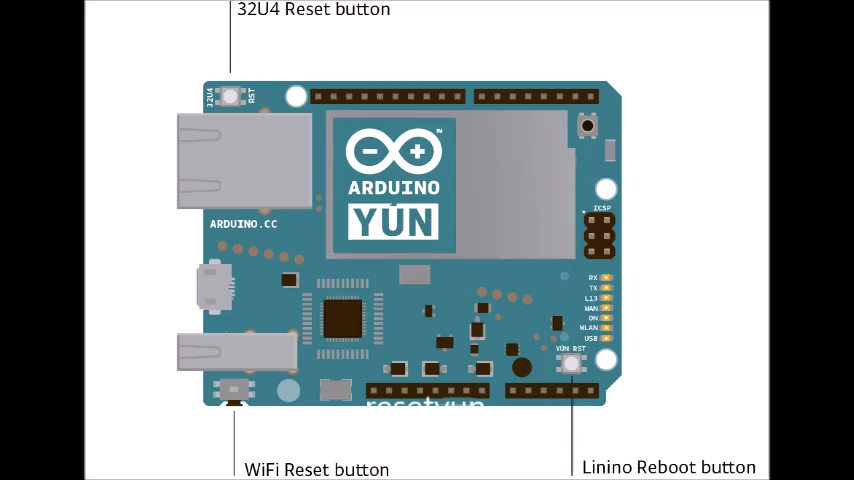 32U4 Reset button
32U4
RST
ARDUINO
YÚN
ARDUINO.CC
ICSP
RX
TX
L13
WAN
ON
WLAN
USB
YÚN RST
resetyun
WiFi Reset button
Linino Reboot button